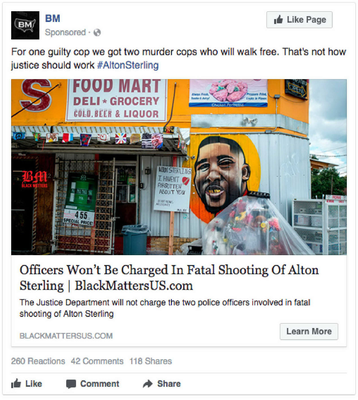 BM
Sponsored ·
Like Page
For one guilty cop we got two murder cops who will walk free. That's not how
justice should work #AltonSterling
S FOOD MART
DELI ★ GROCERY
COLD. BEER & LIQUOR
BM
BLACK MATTERS
4.55
SPECIAL PRICE
Officers Won't Be Charged In Fatal Shooting Of Alton
Sterling | BlackMattersUS.com
The Justice Department will not charge the two police officers involved in fatal
shooting of Alton Sterling
BLACKMATTERSUS.COM
Learn More
260 Reactions 42 Comments 118 Shares
Like Comment Share